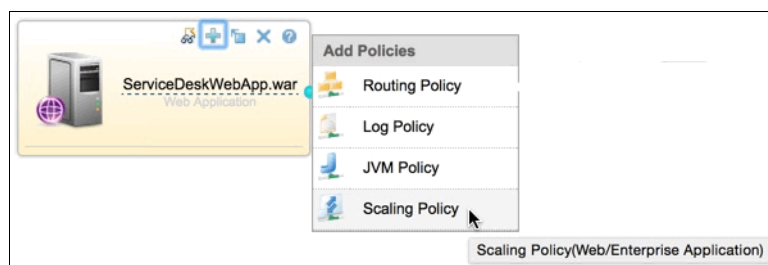 ServiceDeskWebApp.war
Web Application
Add Policies
Routing Policy
Log Policy
JVM Policy
Scaling Policy
Scaling Policy(Web/Enterprise Application)